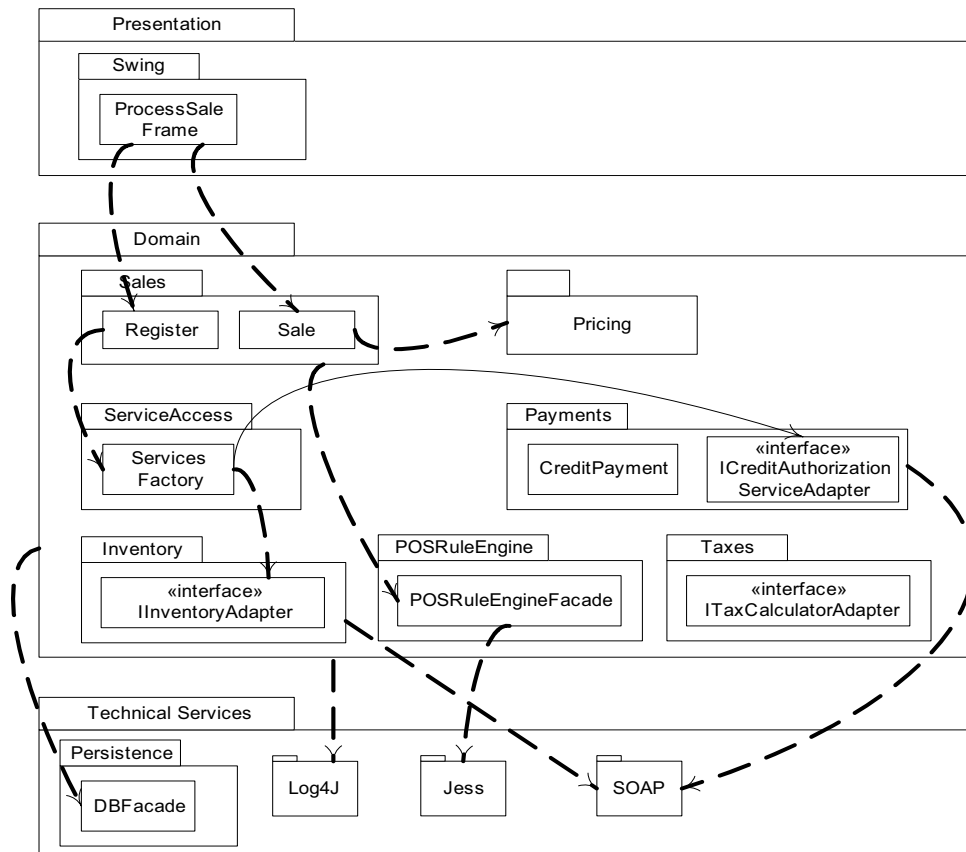 Presentation
Swing
ProcessSale
Frame
Domain
Sales
Register
Sale
Pricing
ServiceAccess
Services
Factory
Payments
CreditPayment
«interface»
ICreditAuthorization
ServiceAdapter
Inventory
«interface»
IInventoryAdapter
POSRuleEngine
POSRuleEngineFacade
Taxes
«interface»
ITaxCalculatorAdapter
Technical Services
Persistence
DBFacade
Log4J
Jess
SOAP